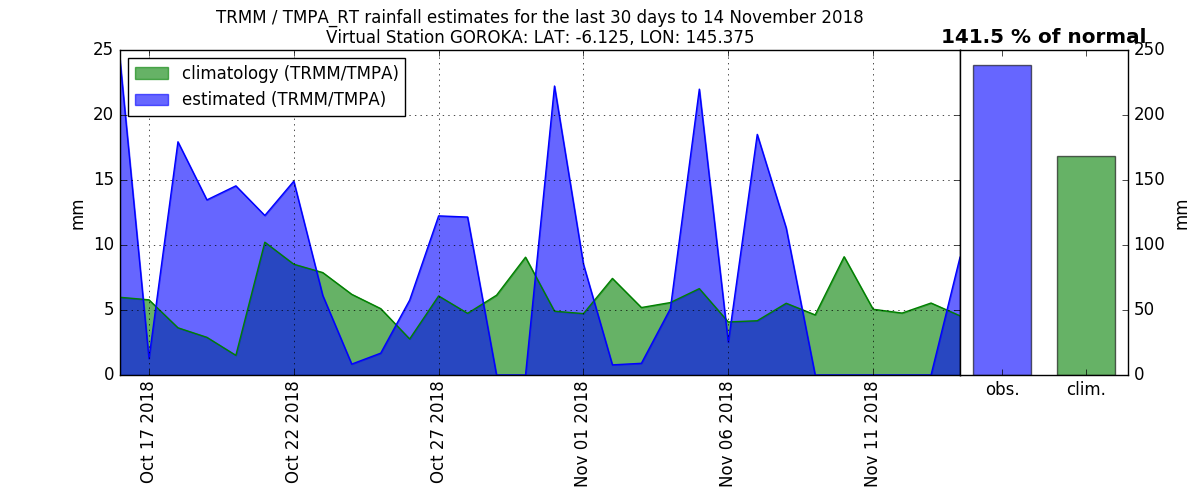 TRMM / TMPA_RT rainfall estimates for the last 30 days to 14 November 2018
Virtual Station GOROKA: LAT: -6.125, LON: 145.375
141.5 % of normal
climatology (TRMM/TMPA)
estimated (TRMM/TMPA)
25
20
15
10
5
0
mm
Oct 17 2018
Oct 22 2018
Oct 27 2018
Nov 01 2018
Nov 06 2018
Nov 11 2018
250
200
150
100
50
0
mm
obs.
clim.